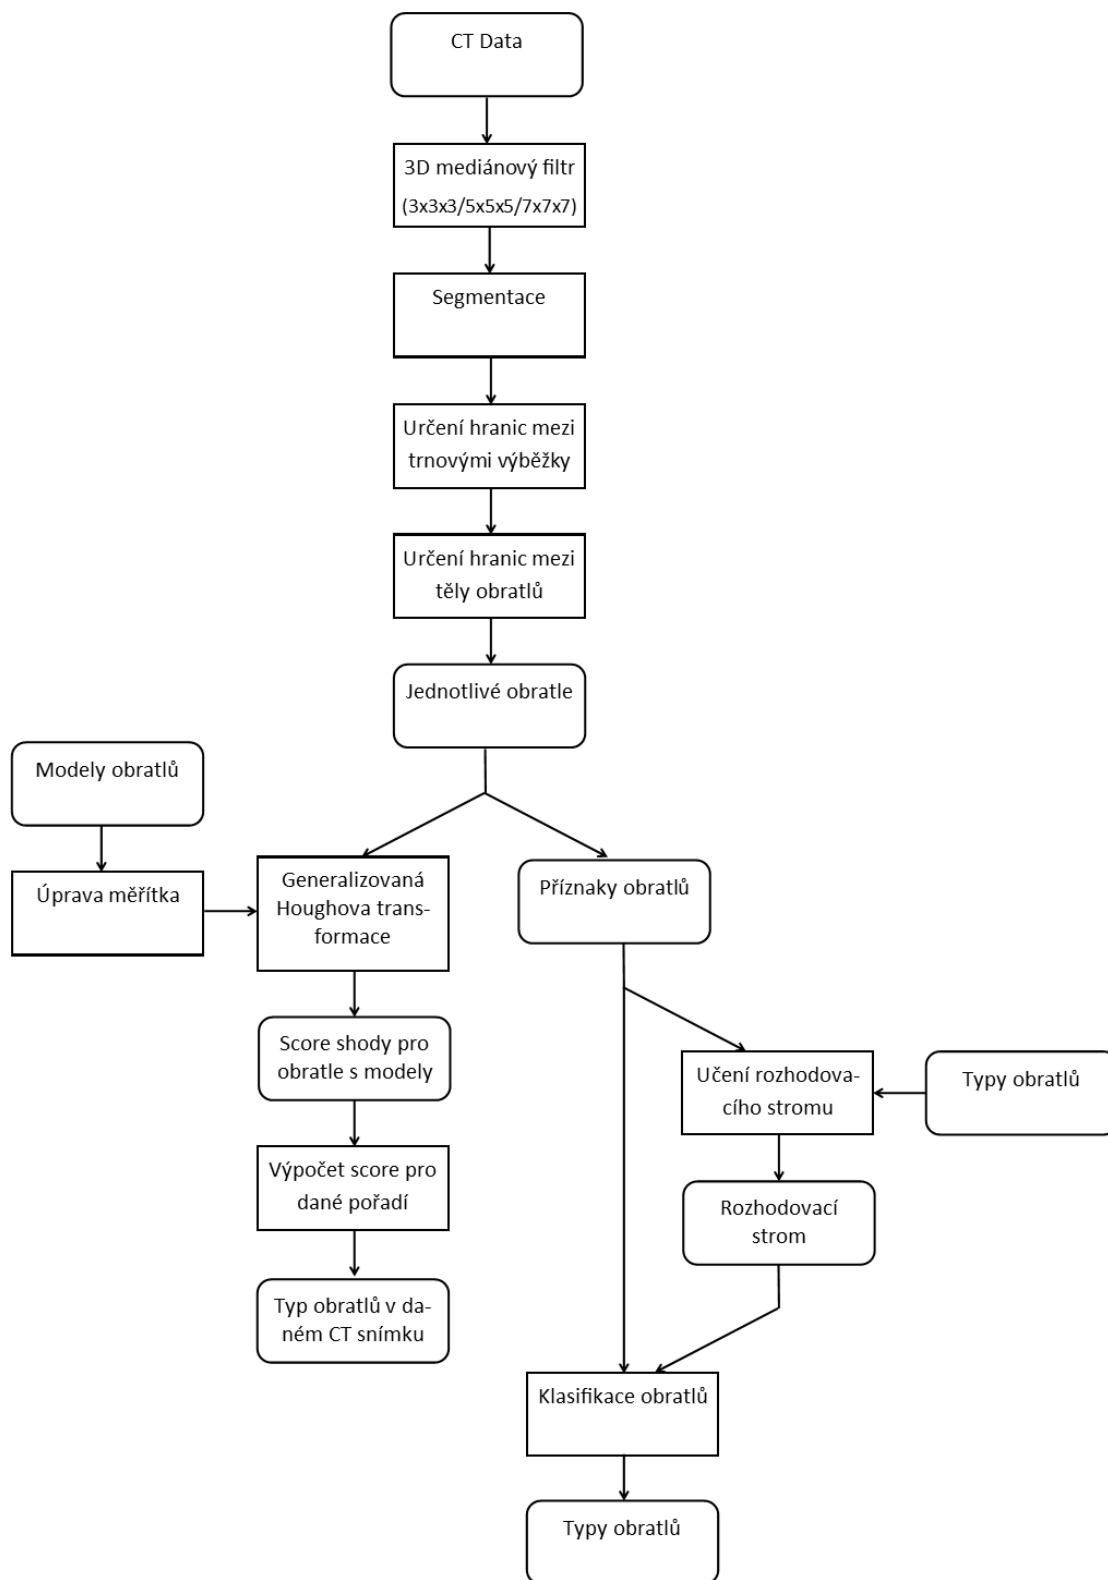 CT Data
3D mediánový filtr
(3x3x3/5x5x5/7x7x7)
Segmentace
Určení hranic mezi
trnovými výběžky
Určení hranic mezi
těly obratlů
Jednotlivé obratle
Modely obratlů
Úprava měřítka
Generalizovaná
Houghova trans-
formace
Příznaky obratlů
Score shody pro
obratle s modely
Učení rozhodova-
cího stromu
Typy obratlů
Výpočet score pro
dané pořadí
Rozhodovací
strom
Typ obratlů v da-
ném CT snímku
Klasifikace obratlů
Typy obratlů